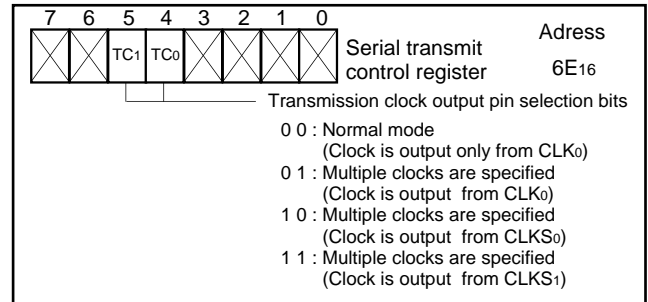 7 6 5 4 3 2 1 0
TC1 TC0
Serial transmit
control register
Adress
6E16
Transmission clock output pin selection bits
0 0 : Normal mode
(Clock is output only from CLK0)
0 1 : Multiple clocks are specified
(Clock is output from CLK0)
1 0 : Multiple clocks are specified
(Clock is output from CLKS0)
1 1 : Multiple clocks are specified
(Clock is output from CLKS1)